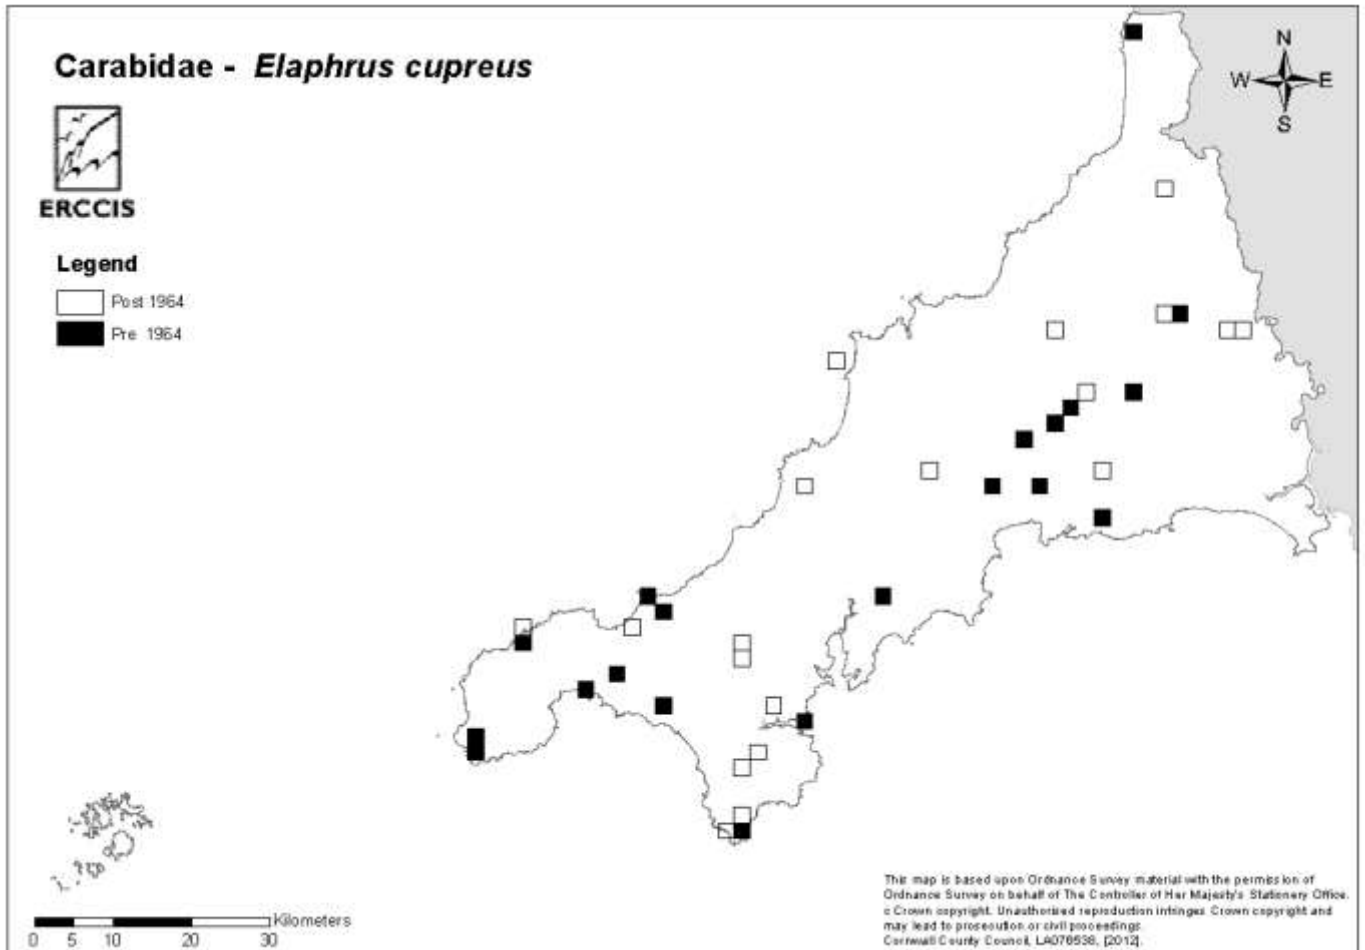 Carabidae - Elaphrus cupreus
N
W E
S
ERCCIS
Legend
Post 1964
Pre 1964
This map is based upon Ordnance Survey material with the permission of
Ordnance Survey on behalf of The Controller of Her Majesty's Stationery Office.
c Crown copyright. Unauthorised reproduction infringes Crown copyright and
may lead to prosecution or civil proceedings.
Cornwall County Council, LA076538, [2012].
Kilometers
0 5 10 20 30